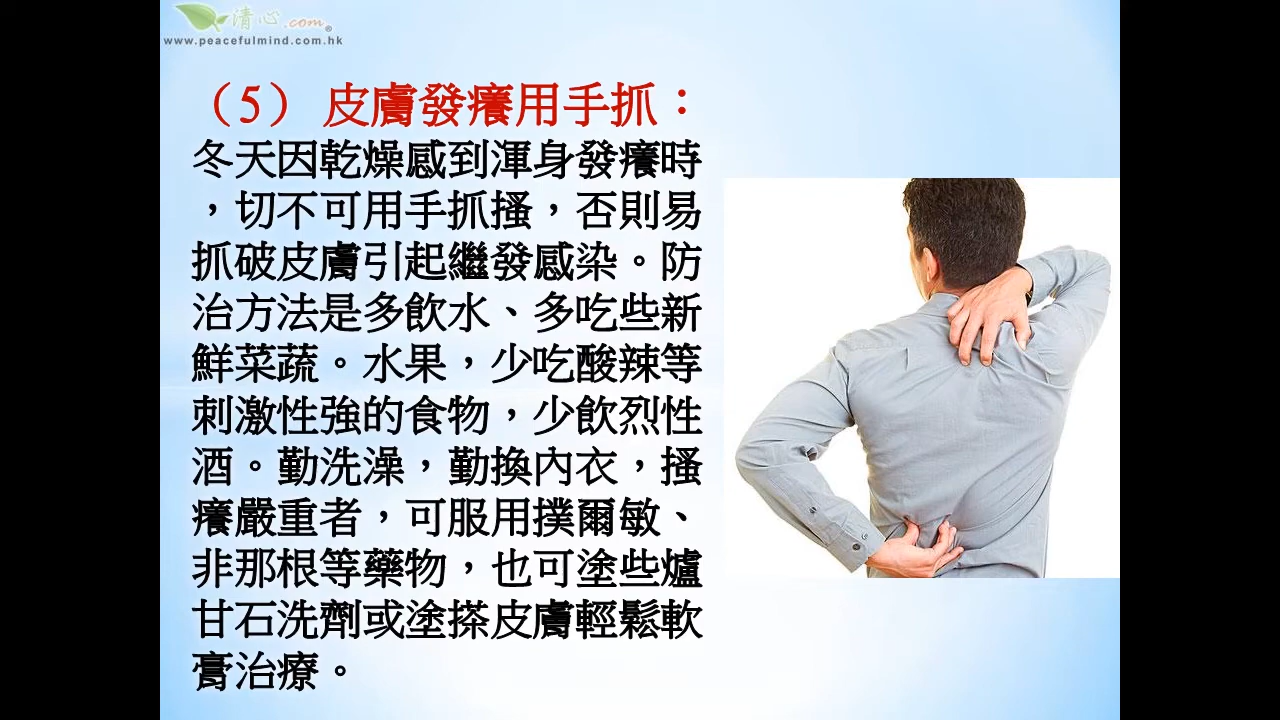 清心.com®
www.peacefulmind.com.hk
（5） 皮膚發癢用手抓：
冬天因乾燥感到渾身發癢時
，切不可用手抓搔，否則易
抓破皮膚引起繼發感染。防
治方法是多飲水、多吃些新
鮮菜蔬。水果，少吃酸辣等
刺激性強的食物，少飲烈性
酒。勤洗澡，勤換內衣，搔
癢嚴重者，可服用撲爾敏、
非那根等藥物，也可塗些爐
甘石洗劑或塗搽皮膚輕鬆軟
膏治療。